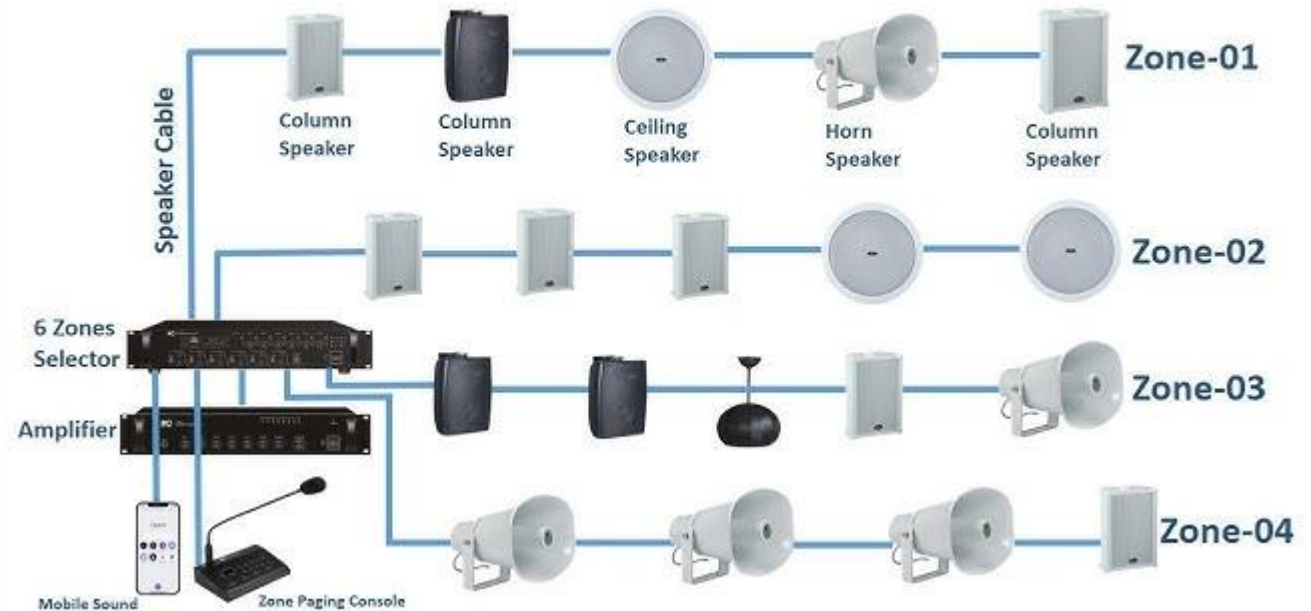 Zone-01
Column
Speaker
Column
Speaker
Ceiling
Speaker
Horn
Speaker
Column
Speaker
Speaker Cable
Zone-02
6 Zones
Selector
Zone-03
Amplifier
Zone-04
Mobile Sound
Zone Paging Console